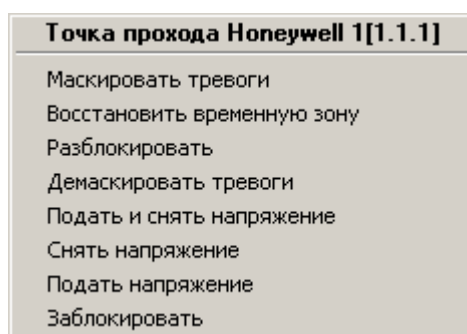 Точка прохода Honeywell 1[1.1.1]
Маскировать тревоги
Восстановить временную зону
Разблокировать
Демаскировать тревоги
Подать и снять напряжение
Снять напряжение
Подать напряжение
Заблокировать